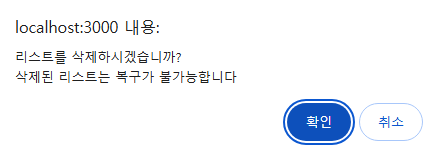 localhost:3000 내용:
리스트를 삭제하시겠습니까?
삭제된 리스트는 복구가 불가능합니다
확인
취소